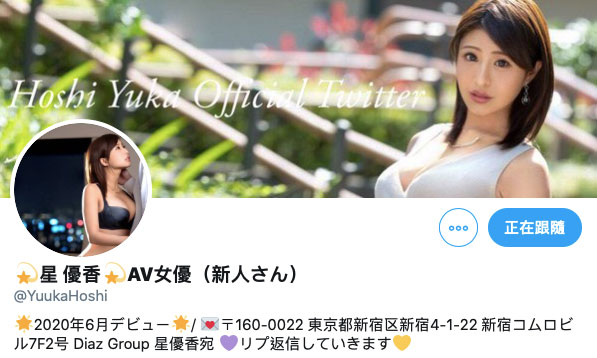 Hoshi Yuka Official Twitter
正在跟隨
💫星 優香💫AV女優（新人さん）
@YuukaHoshi
🌟2020年6月デビュー🌟/ 💌〒160-0022 東京都新宿区新宿4-1-22 新宿コムロビ
ル7F2号 Diaz Group 星優香宛 💜リプ返信していきます💛